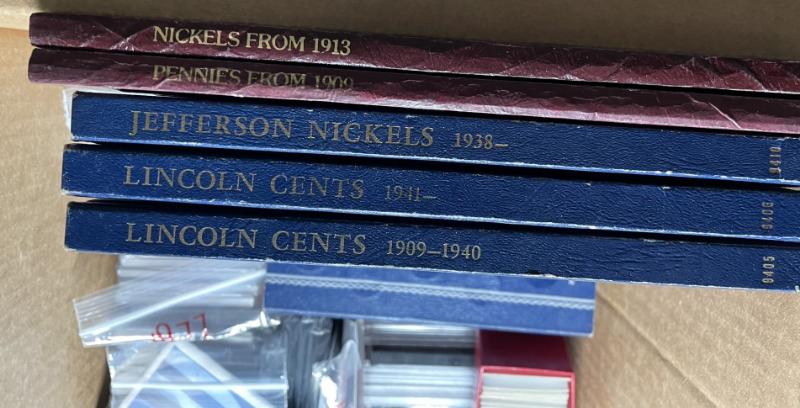 NICKELS FROM 1913
PENNIES FROM 1909
JEFFERSON NICKELS 1938– 9410
LINCOLN CENTS 1941– 9406
LINCOLN CENTS 1909–1940 9405